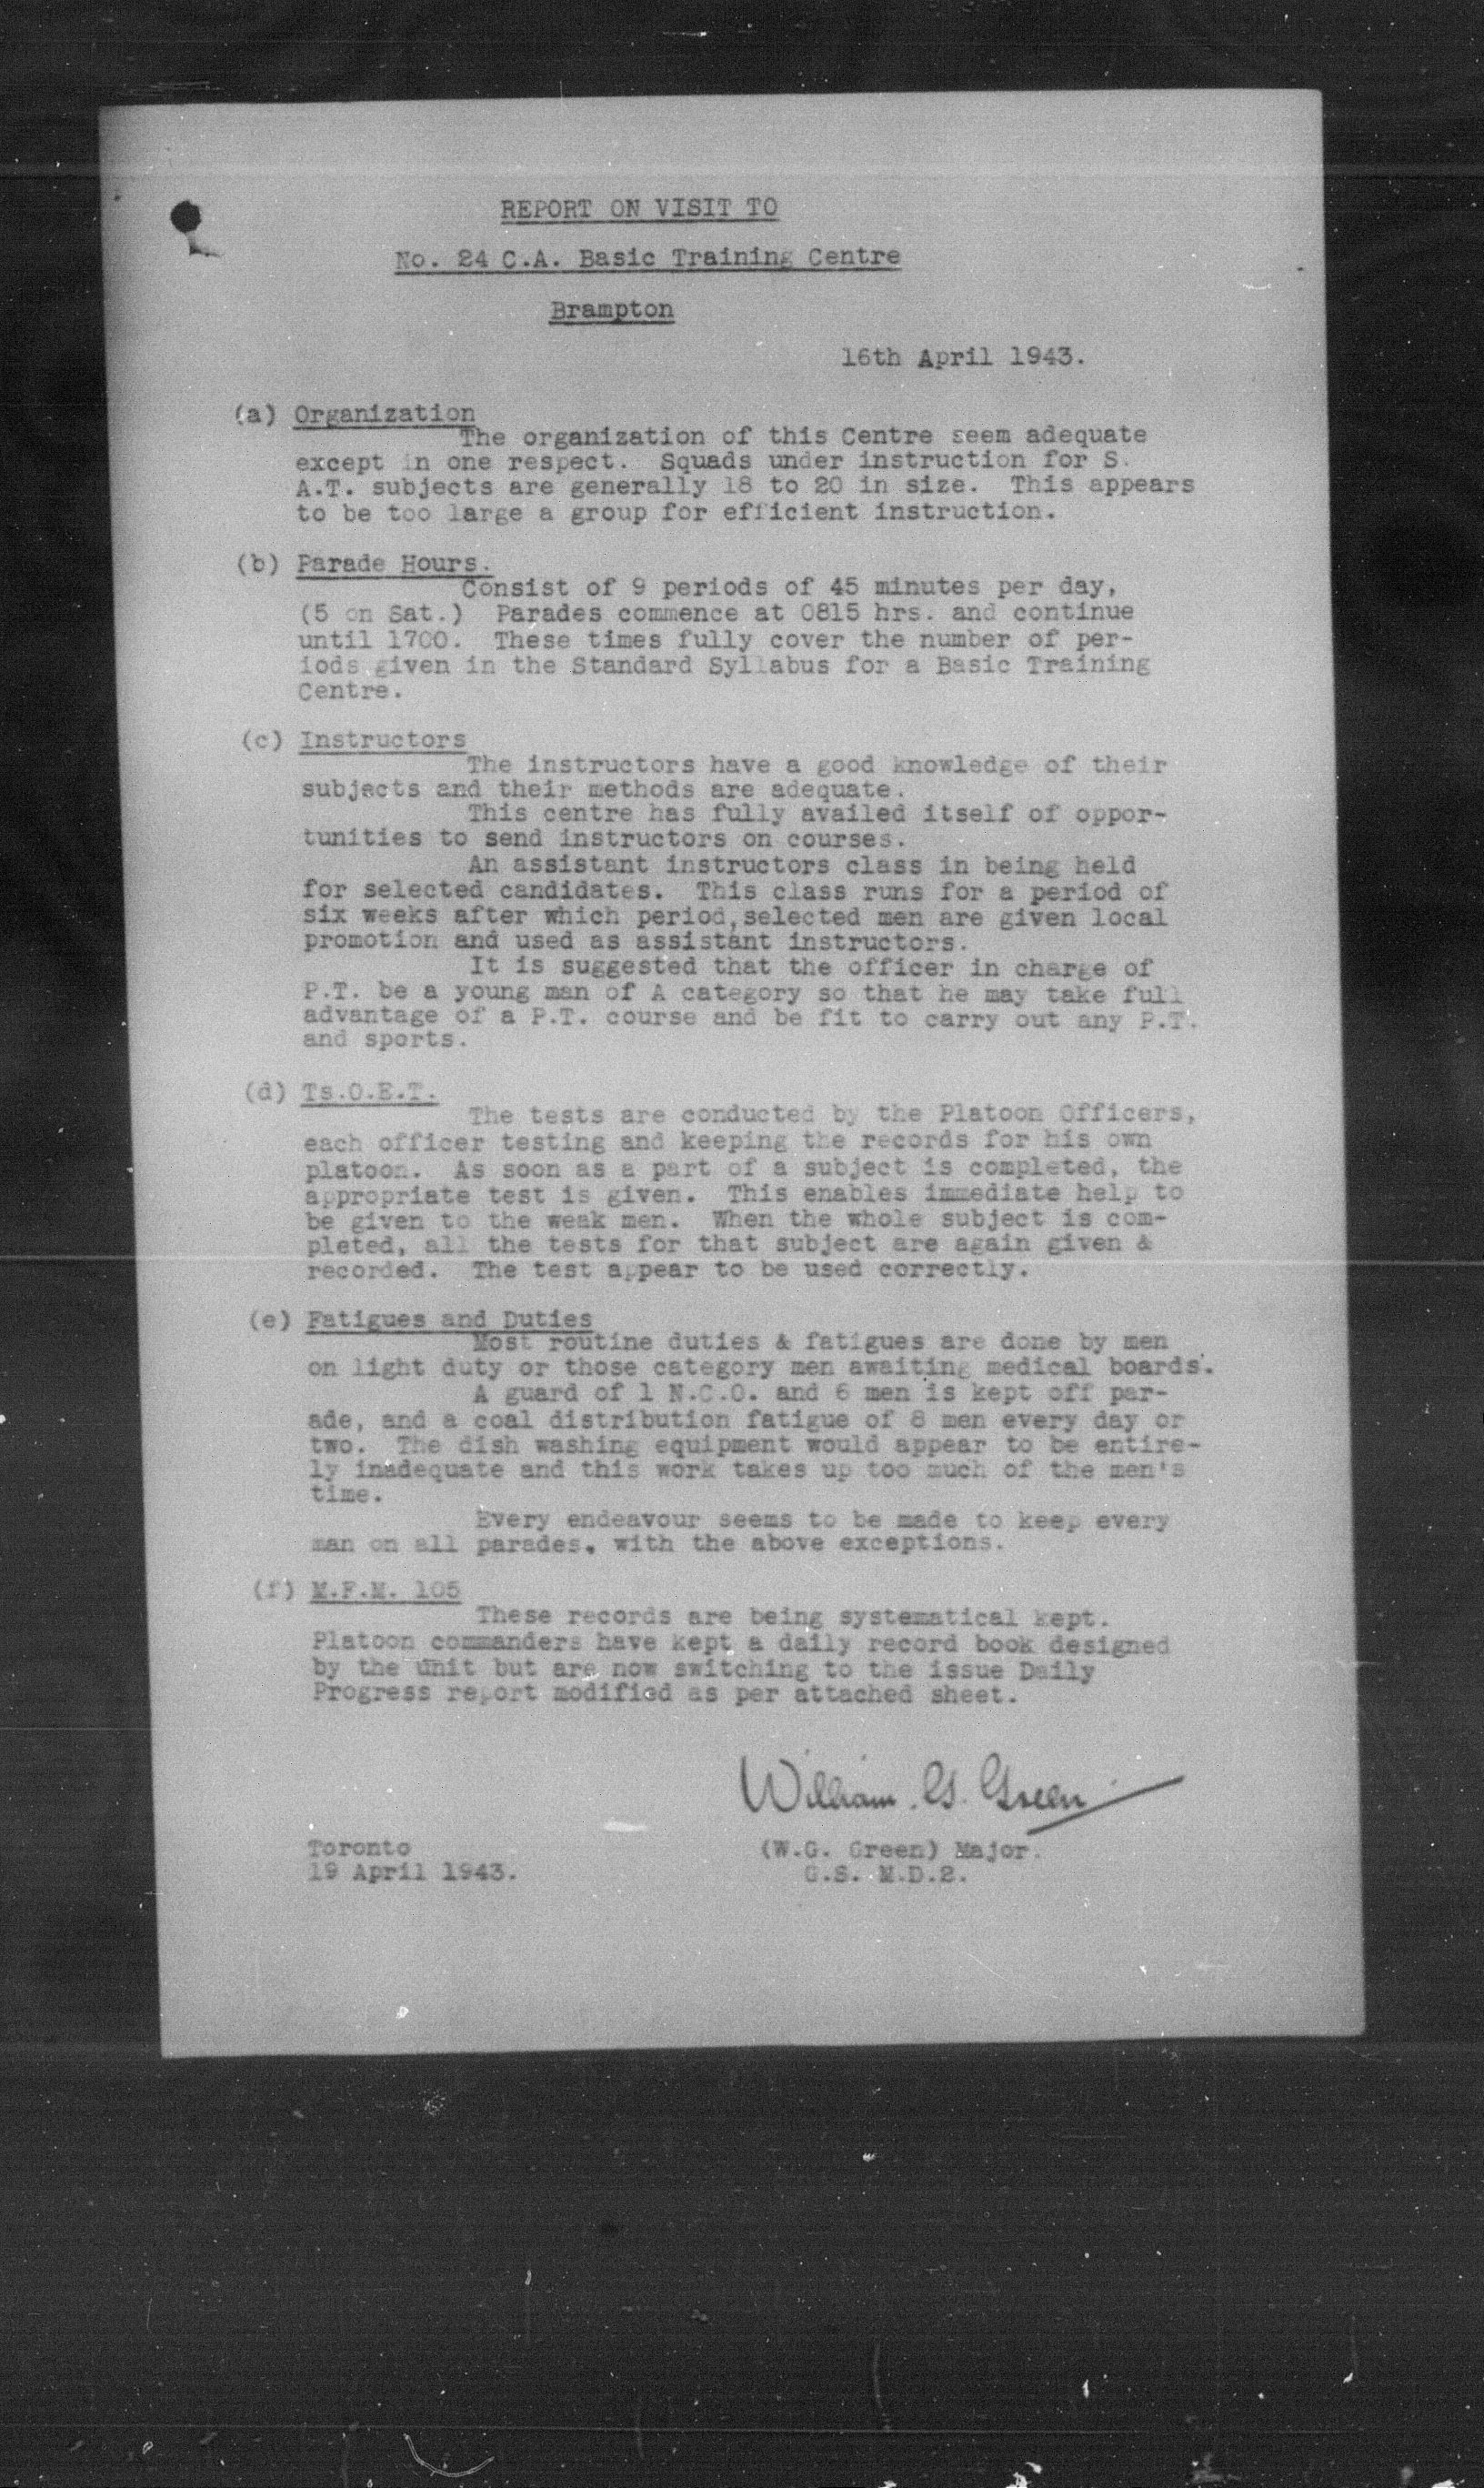 REPORT ON VISIT TO
No. 24 C.A. Basic Training Centre
Brampton
16th April 1943.
(a) Organization
The organization of this Centre seem adequate
except in one respect. Squads under instruction for S.
A.T. subjects are generally 18 to 20 in size. This appears
to be too large a group for efficient instruction.
(b) Parade Hours.
Consist of 9 periods of 45 minutes per day,
(5 on Sat.) Parades commence at 0815 hrs. and continue
until 1700. These times fully cover the number of per-
iods given in the Standard Syllabus for a Basic Training
Centre.
(c) Instructors
The instructors have a good knowledge of their
subjects and their methods are adequate.
This centre has fully availed itself of oppor-
tunities to send instructors on courses.
An assistant instructors class in being held
for selected candidates. This class runs for a period of
six weeks after which period, selected men are given local
promotion and used as assistant instructors.
It is suggested that the officer in charge of
P.T. be a young man of A category so that he may take full
advantage of a P.T. course and be fit to carry out any P.T.
and sports.
(d) Ts.O.E.T.
The tests are conducted by the Platoon Officers,
each officer testing and keeping the records for his own
platoon. As soon as a part of a subject is completed, the
appropriate test is given. This enables immediate help to
be given to the weak men. When the whole subject is com-
pleted, all the tests for that subject are again given &
recorded. The test appear to be used correctly.
(e) Fatigues and Duties
Most routine duties & fatigues are done by men
on light duty or those category men awaiting medical boards.
A guard of 1 N.C.O. and 6 men is kept off par-
ade, and a coal distribution fatigue of 8 men every day or
two. The dish washing equipment would appear to be entire-
ly inadequate and this work takes up too much of the men's
time.
Every endeavour seems to be made to keep every
man on all parades, with the above exceptions.
(f) M.F.M. 105
These records are being systematical kept.
Platoon commanders have kept a daily record book designed
by the unit but are now switching to the issue Daily
Progress report modified as per attached sheet.
William G. Green
Toronto
19 April 1943.
(W.G. Green) Major.
G.S. M.D.2.